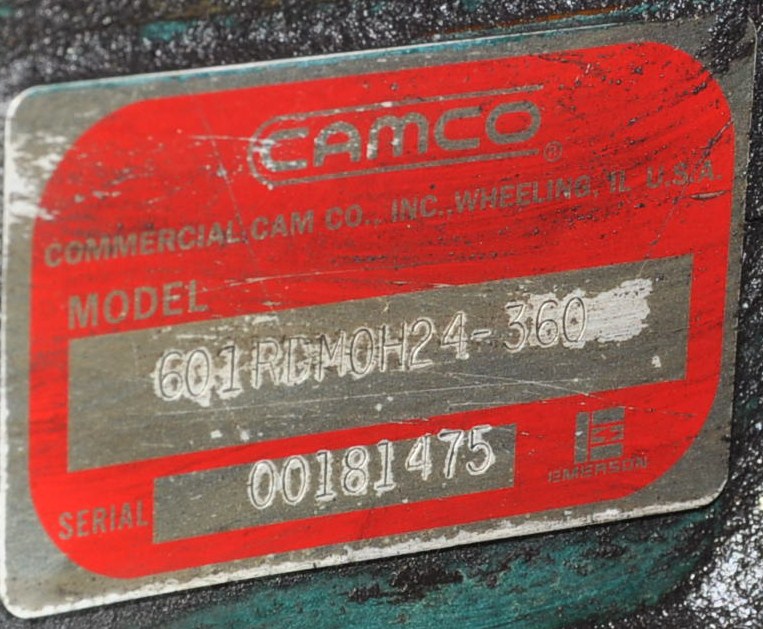 CAMCO®
COMMERCIAL CAM CO., INC., WHEELING, IL U.S.A.
MODEL
601RDM0H24-360
SERIAL 00181475
EMERSON